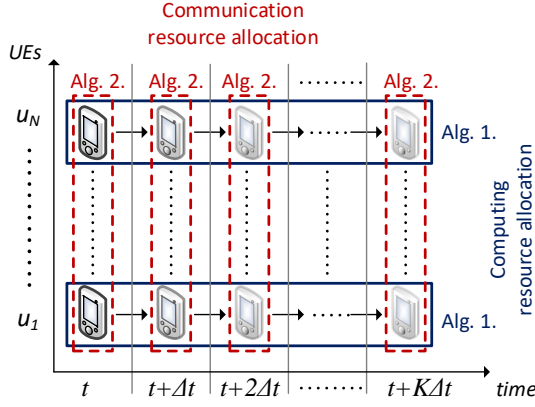 Communication
resource allocation
UEs
Alg. 2. Alg. 2. Alg. 2. ........ Alg. 2.
u_N
Alg. 1.
Computing
resource allocation
u_1
Alg. 1.
t t+Δt t+2Δt ........ t+KΔt time